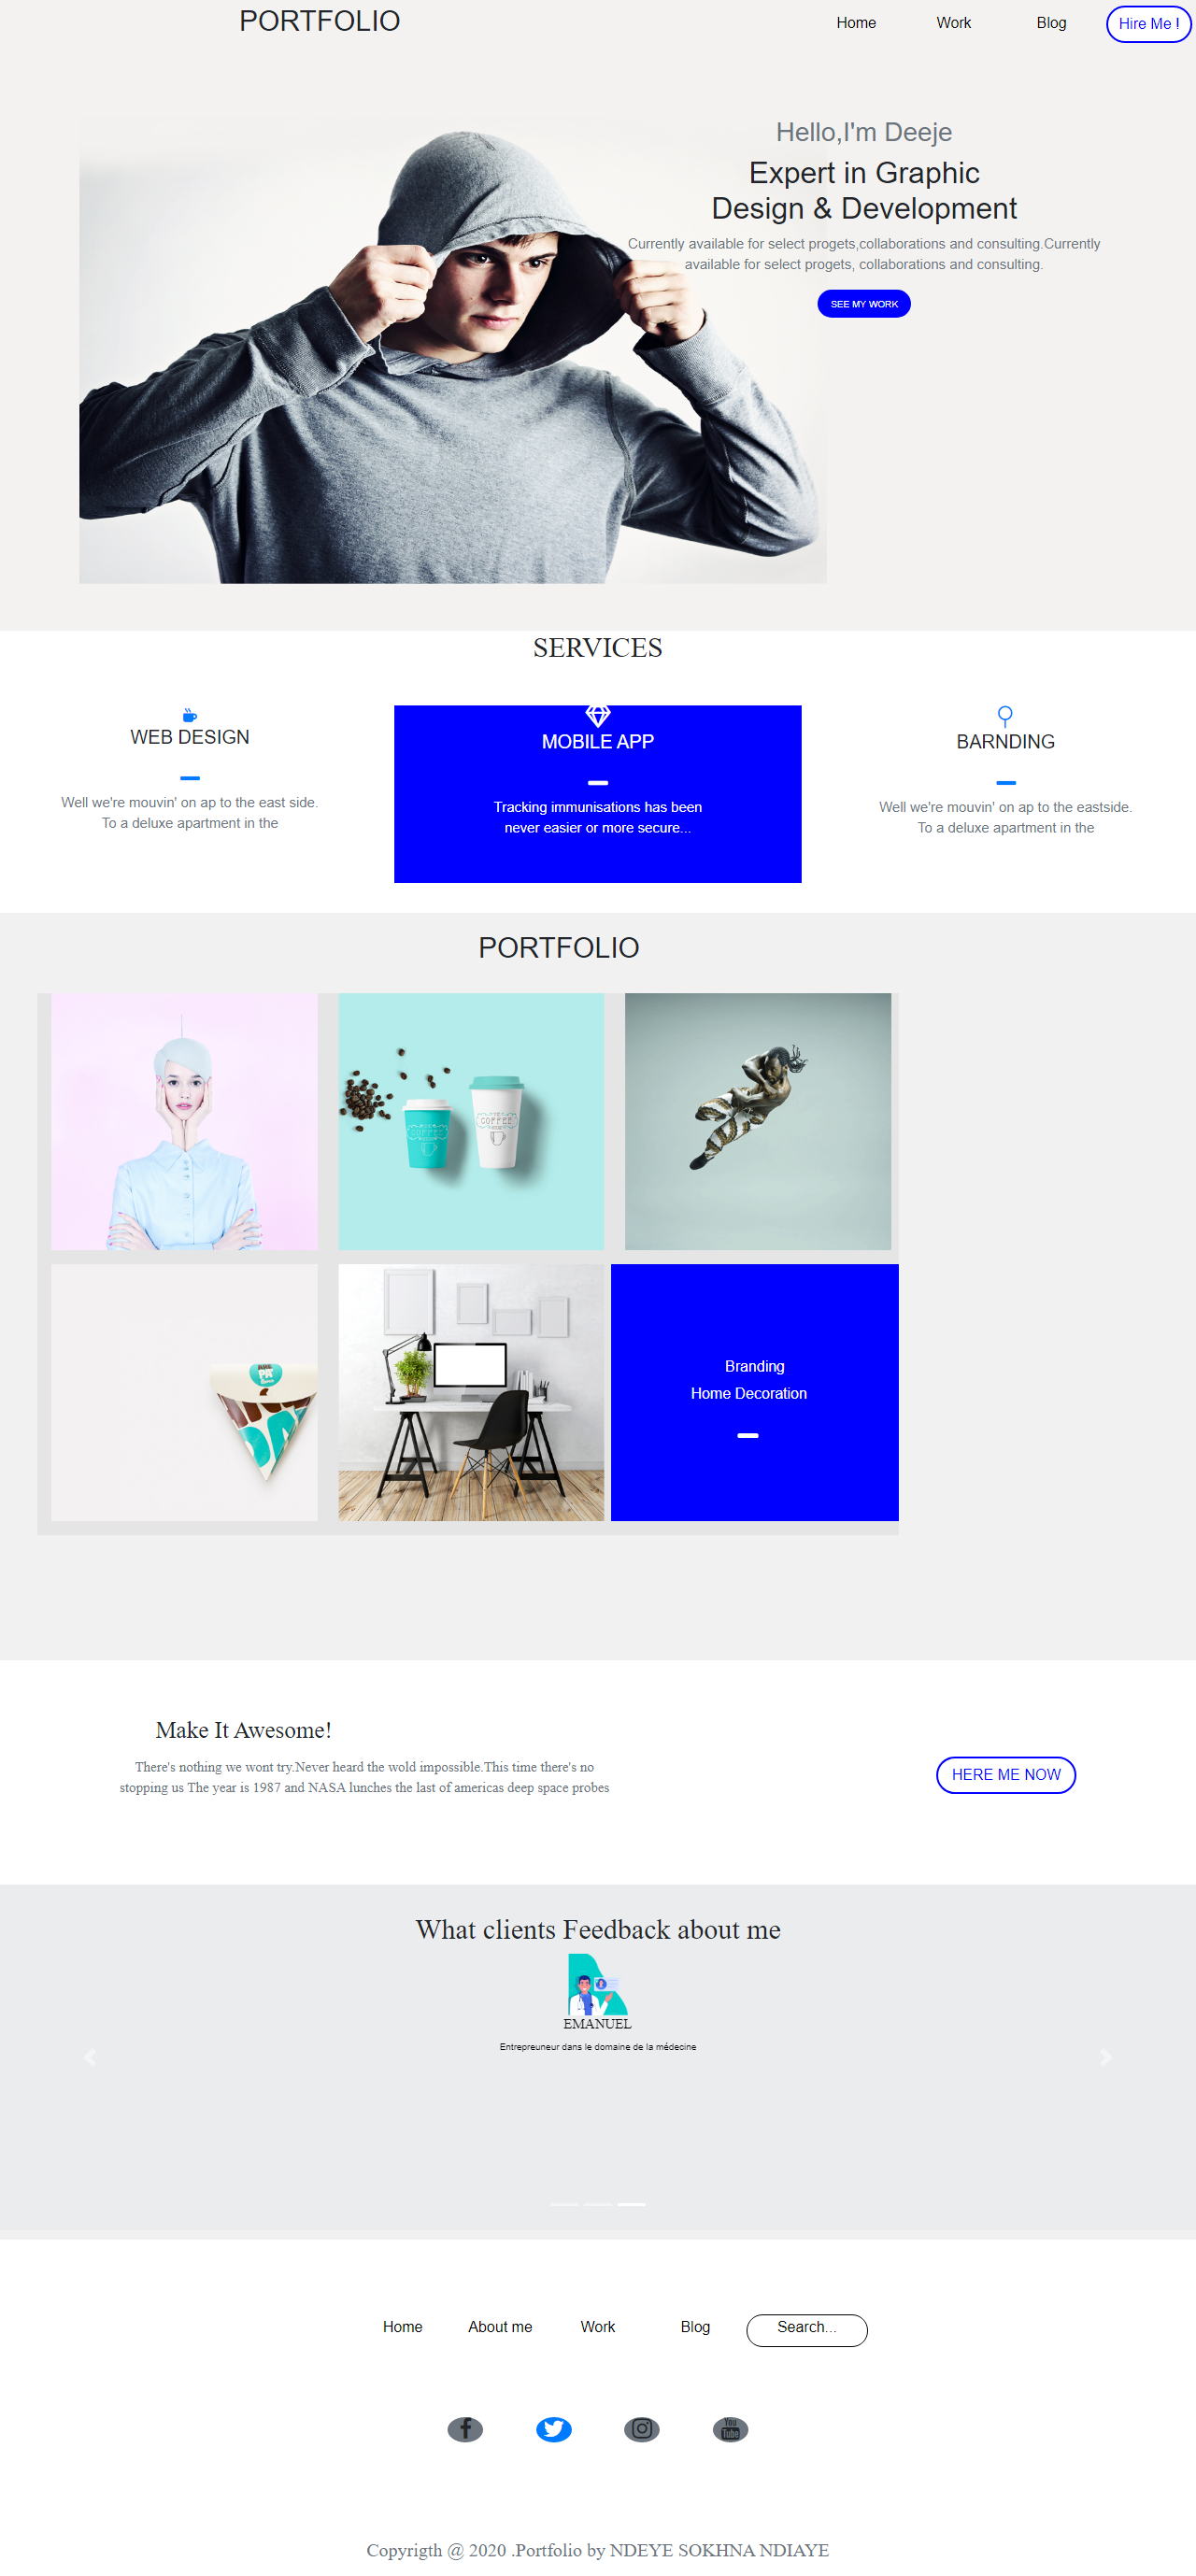 PORTFOLIO
Home
Work
Blog
Hire Me !
Hello,I'm Deeje
Expert in Graphic
Design & Development
Currently available for select progets,collaborations and consulting.Currently
available for select progets, collaborations and consulting.
SEE MY WORK
SERVICES
WEB DESIGN
Well we're mouvin' on ap to the east side.
To a deluxe apartment in the
MOBILE APP
Tracking immunisations has been
never easier or more secure...
BARNDING
Well we're mouvin' on ap to the eastside.
To a deluxe apartment in the
PORTFOLIO
COFFEE
COFFEE
Branding
Home Decoration
Make It Awesome!
There's nothing we wont try.Never heard the wold impossible.This time there's no
stopping us The year is 1987 and NASA lunches the last of americas deep space probes
HERE ME NOW
What clients Feedback about me
EMANUEL
Entrepreuneur dans le domaine de la médecine
Home
About me
Work
Blog
Search...
You
Tube
Copyrigth @ 2020 .Portfolio by NDEYE SOKHNA NDIAYE